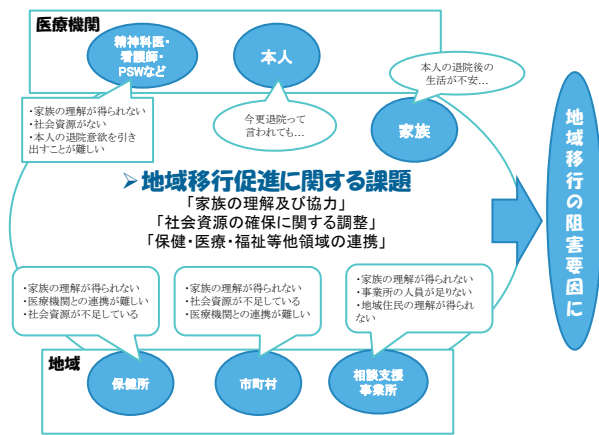 医療機関
精神科医・
看護師・
PSWなど
本人
本人の退院後の
生活が不安…
・家族の理解が得られない
・社会資源がない
・本人の退院意欲を引き
出すことが難しい
今更退院って
言われても…
家族
➢地域移行促進に関する課題
「家族の理解及び協力」
「社会資源の確保に関する調整」
「保健・医療・福祉等他領域の連携」
地域移行の阻害要因に
・家族の理解が得られない
・医療機関との連携が難しい
・社会資源が不足している
・家族の理解が得られない
・社会資源が不足している
・医療機関との連携が難しい
・家族の理解が得られない
・事業所の人員が足りない
・地域住民の理解が得られ
ない
地域
保健所
市町村
相談支援
事業所